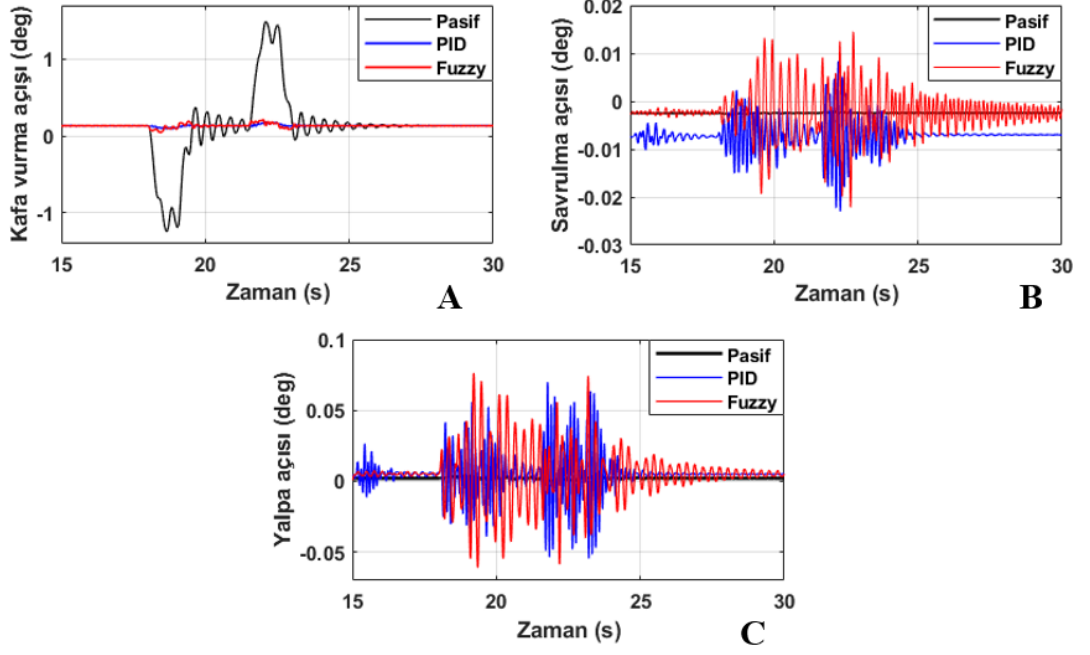 Kafa vurma açısı (deg)
1
0
-1
Pasif
PID
Fuzzy
15
20
25
30
Zaman (s)
A
Savrulma açısı (deg)
0.02
0.01
0
-0.01
-0.02
-0.03
Pasif
PID
Fuzzy
15
20
25
30
Zaman (s)
B
Yalpa açısı (deg)
0.1
0.05
0
-0.05
Pasif
PID
Fuzzy
15
20
25
30
Zaman (s)
C